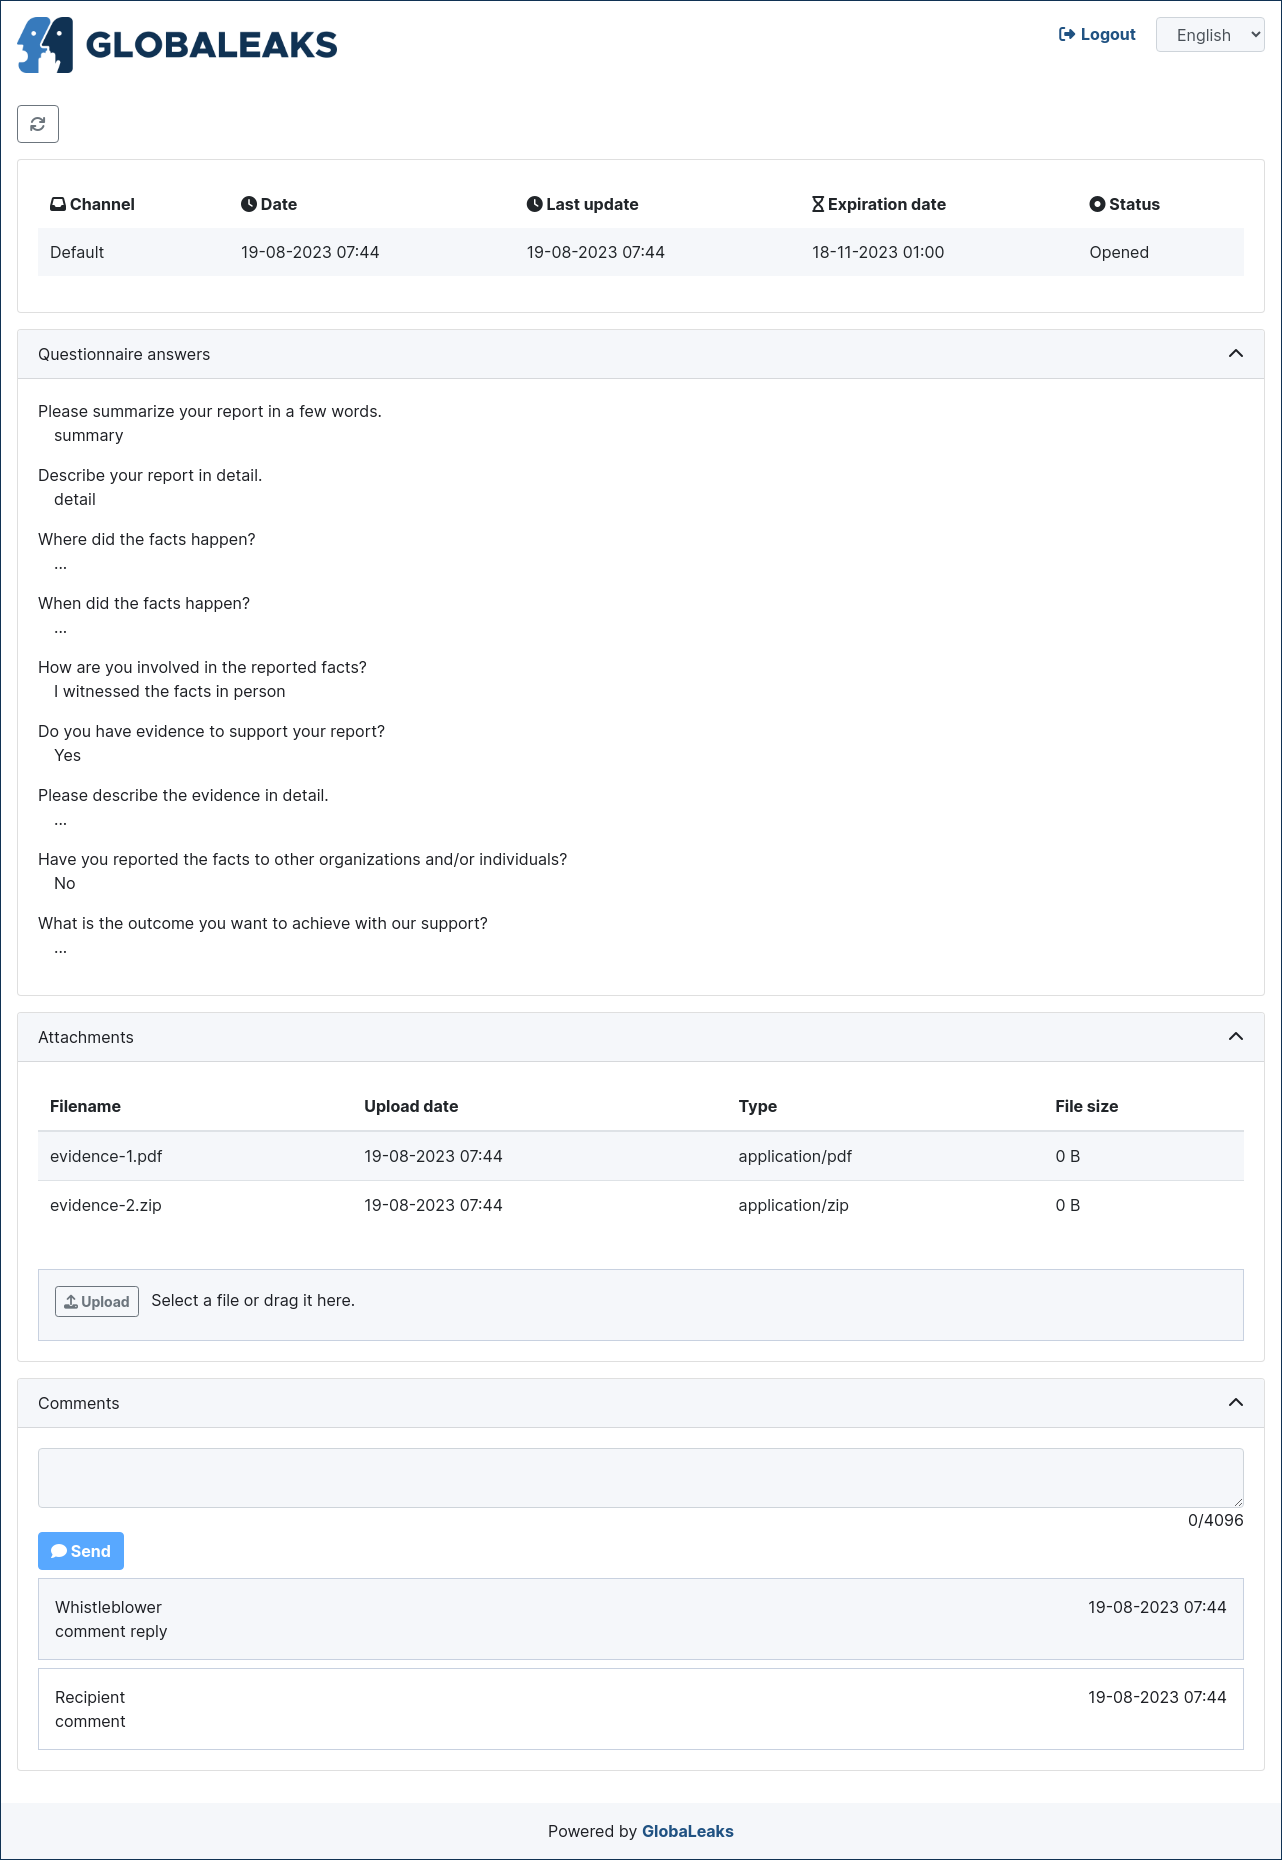 GLOBALEAKS
Logout
English
Channel Date Last update Expiration date Status
Default 19-08-2023 07:44 19-08-2023 07:44 18-11-2023 01:00 Opened
Questionnaire answers
Please summarize your report in a few words.
summary
Describe your report in detail.
detail
Where did the facts happen?
...
When did the facts happen?
...
How are you involved in the reported facts?
I witnessed the facts in person
Do you have evidence to support your report?
Yes
Please describe the evidence in detail.
...
Have you reported the facts to other organizations and/or individuals?
No
What is the outcome you want to achieve with our support?
...
Attachments
Filename Upload date Type File size
evidence-1.pdf 19-08-2023 07:44 application/pdf 0 B
evidence-2.zip 19-08-2023 07:44 application/zip 0 B
Upload Select a file or drag it here.
Comments
0/4096
Send
Whistleblower 19-08-2023 07:44
comment reply
Recipient 19-08-2023 07:44
comment
Powered by GlobaLeaks